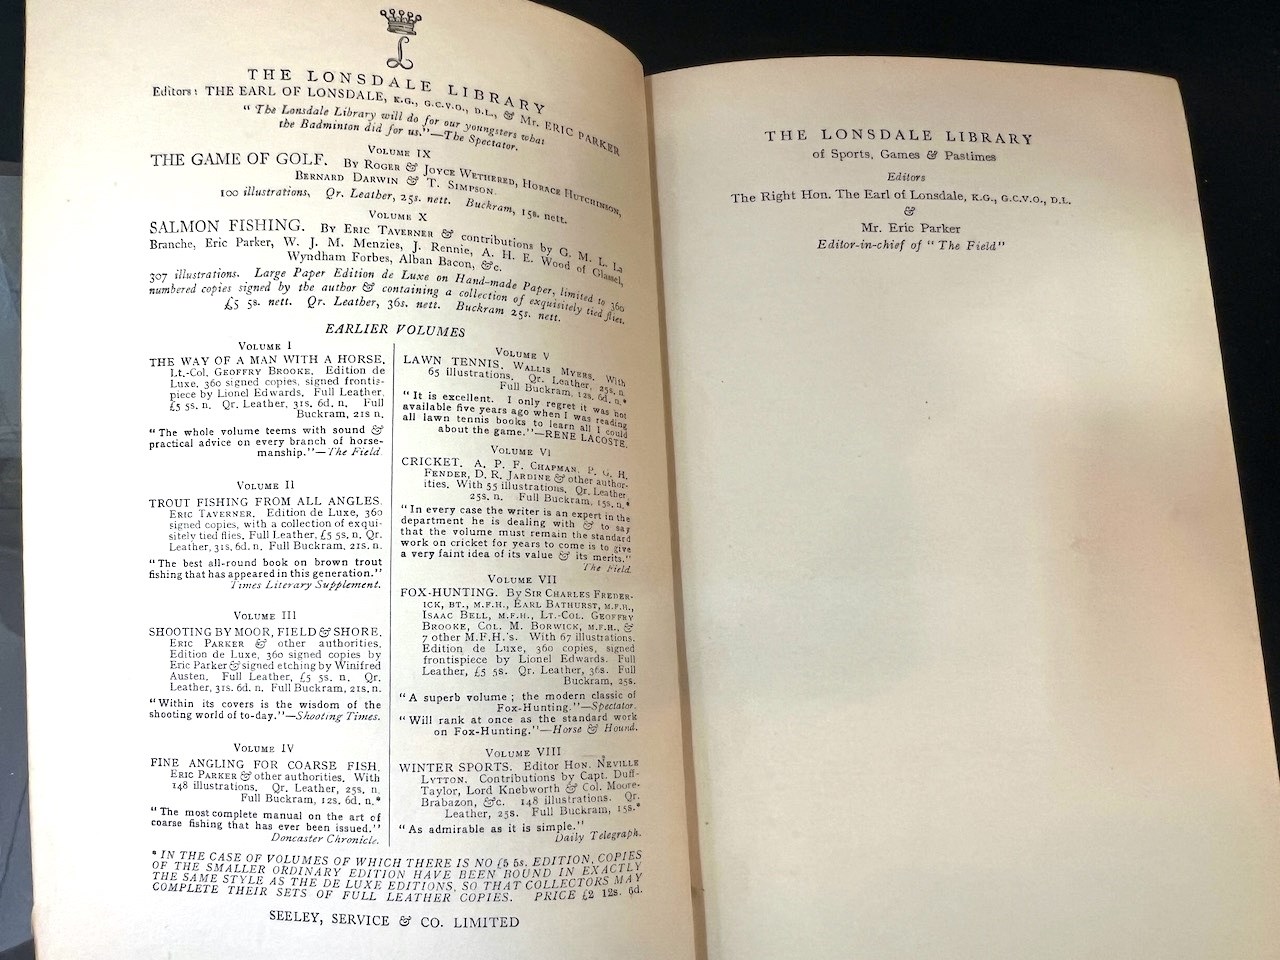 L
THE LONSDALE LIBRARY
Editors: THE EARL OF LONSDALE, K.G., G.C.V.O., D.L., & Mr. ERIC PARKER
"The Lonsdale Library will do for our youngsters what
the Badminton did for us."—The Spectator.
VOLUME IX
THE GAME OF GOLF. By ROGER & JOYCE WETHERED, HORACE HUTCHINSON,
BERNARD DARWIN & T. SIMPSON.
100 illustrations, Qr. Leather, 25s. nett. Buckram, 15s. nett.
VOLUME X
SALMON FISHING. By ERIC TAVERNER & contributions by G. M. L. La
Branche, Eric Parker, W. J. M. Menzies, J. Rennie, A. H. E. Wood of Glassel,
Wyndham Forbes, Alban Bacon, &c.
307 illustrations. Large Paper Edition de Luxe on Hand-made Paper, limited to 360
numbered copies signed by the author & containing a collection of exquisitely tied flies.
£5 5s. nett. Qr. Leather, 36s. nett. Buckram 25s. nett.
EARLIER VOLUMES
VOLUME I
THE WAY OF A MAN WITH A HORSE.
Lt.-Col. GEOFFRY BROOKE. Edition de
Luxe, 360 signed copies, signed frontis-
piece by Lionel Edwards. Full Leather,
£5 5s. n. Qr. Leather, 31s. 6d. n. Full
Buckram, 21s n.
"The whole volume teems with sound &
practical advice on every branch of horse-
manship."—The Field.
VOLUME II
TROUT FISHING FROM ALL ANGLES.
ERIC TAVERNER. Edition de Luxe, 360
signed copies, with a collection of exqui-
sitely tied flies. Full Leather, £5 5s. n. Qr.
Leather, 31s. 6d. n. Full Buckram, 21s. n.
"The best all-round book on brown trout
fishing that has appeared in this generation."
Times Literary Supplement.
VOLUME III
SHOOTING BY MOOR, FIELD & SHORE.
ERIC PARKER & other authorities.
Edition de Luxe, 360 signed copies by
Eric Parker & signed etching by Winifred
Austen. Full Leather, £5 5s. n. Qr.
Leather, 31s. 6d. n. Full Buckram, 21s. n.
"Within its covers is the wisdom of the
shooting world of to-day."—Shooting Times.
VOLUME IV
FINE ANGLING FOR COARSE FISH.
ERIC PARKER & other authorities. With
148 illustrations. Qr. Leather, 25s. n.
Full Buckram, 12s. 6d. n.*
"The most complete manual on the art of
coarse fishing that has ever been issued."
Doncaster Chronicle.
VOLUME V
LAWN TENNIS. WALLIS MYERS. With
65 illustrations. Qr. Leather, 25s. n.
Full Buckram, 12s. 6d. n.*
"It is excellent. I only regret it was not
available five years ago when I was reading
all lawn tennis books to learn all I could
about the game."—RENE LACOSTE.
VOLUME VI
CRICKET. A. P. F. CHAPMAN, P. G. H.
FENDER, D. R. JARDINE & other author-
ities. With 55 illustrations. Qr. Leather,
25s. n. Full Buckram, 15s. n.*
"In every case the writer is an expert in the
department he is dealing with & to say
that the volume must remain the standard
work on cricket for years to come is to give
a very faint idea of its value & its merits."
The Field.
VOLUME VII
FOX-HUNTING. By SIR CHARLES FREDER-
ICK, BT., M.F.H., EARL BATHURST, M.F.H.,
ISAAC BELL, M.F.H., LT.-COL. GEOFFRY
BROOKE, COL. M. BORWICK, M.F.H., &
7 other M.F.H.'s. With 67 illustrations.
Edition de Luxe, 360 copies, signed
frontispiece by Lionel Edwards. Full
Leather, £5 5s. Qr. Leather, 36s. Full
Buckram, 25s.
"A superb volume; the modern classic of
Fox-Hunting."—Spectator.
"Will rank at once as the standard work
on Fox-Hunting."—Horse & Hound.
VOLUME VIII
WINTER SPORTS. Editor HON. NEVILLE
LYTTON. Contributions by Capt. Duff-
Taylor, Lord Knebworth & Col. Moore-
Brabazon, &c. 148 illustrations. Qr.
Leather, 25s. Full Buckram, 15s.*
"As admirable as it is simple."
Daily Telegraph.
* IN THE CASE OF VOLUMES OF WHICH THERE IS NO £5 5s. EDITION, COPIES
OF THE SMALLER ORDINARY EDITION HAVE BEEN BOUND IN EXACTLY
THE SAME STYLE AS THE DE LUXE EDITIONS, SO THAT COLLECTORS MAY
COMPLETE THEIR SETS OF FULL LEATHER COPIES. PRICE £2 12s. 6d.
SEELEY, SERVICE & CO. LIMITED
THE LONSDALE LIBRARY
of Sports, Games & Pastimes
Editors
The Right Hon. The Earl of Lonsdale, K.G., G.C.V.O., D.L.
&
Mr. Eric Parker
Editor-in-chief of "The Field"